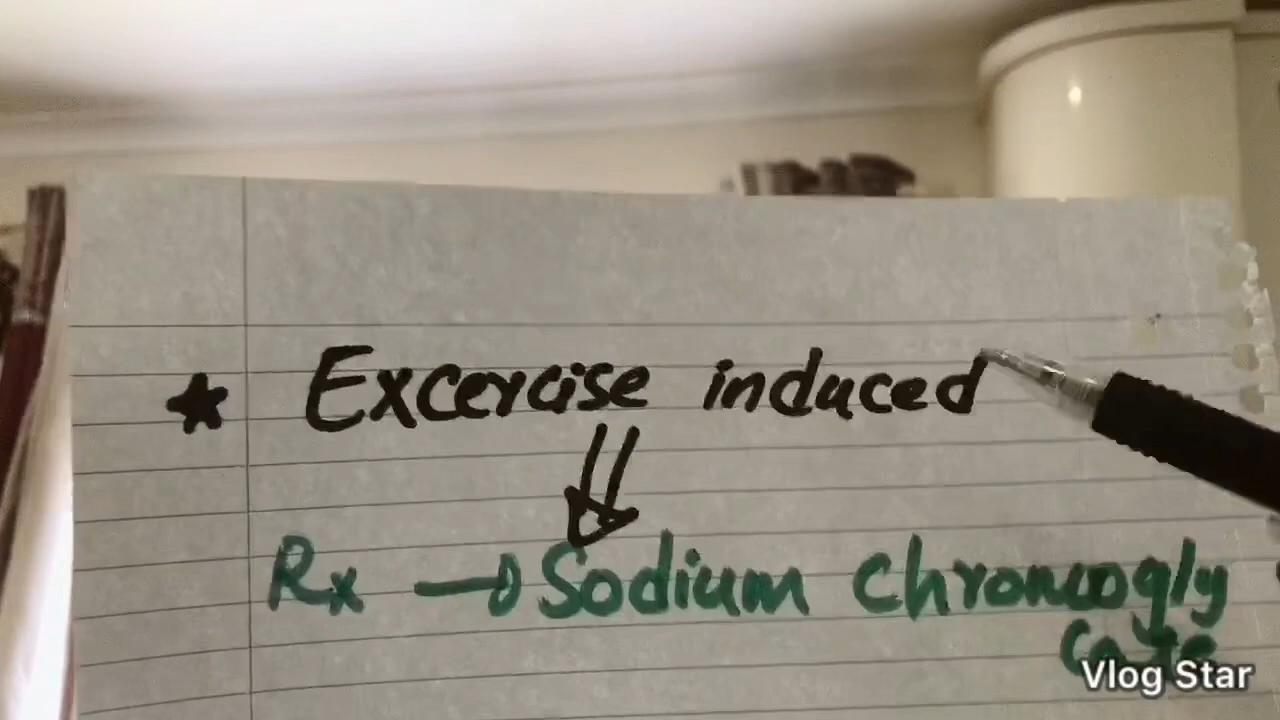 ★ Excercise induced
Rx → Sodium Chromogly
cate
Vlog Star